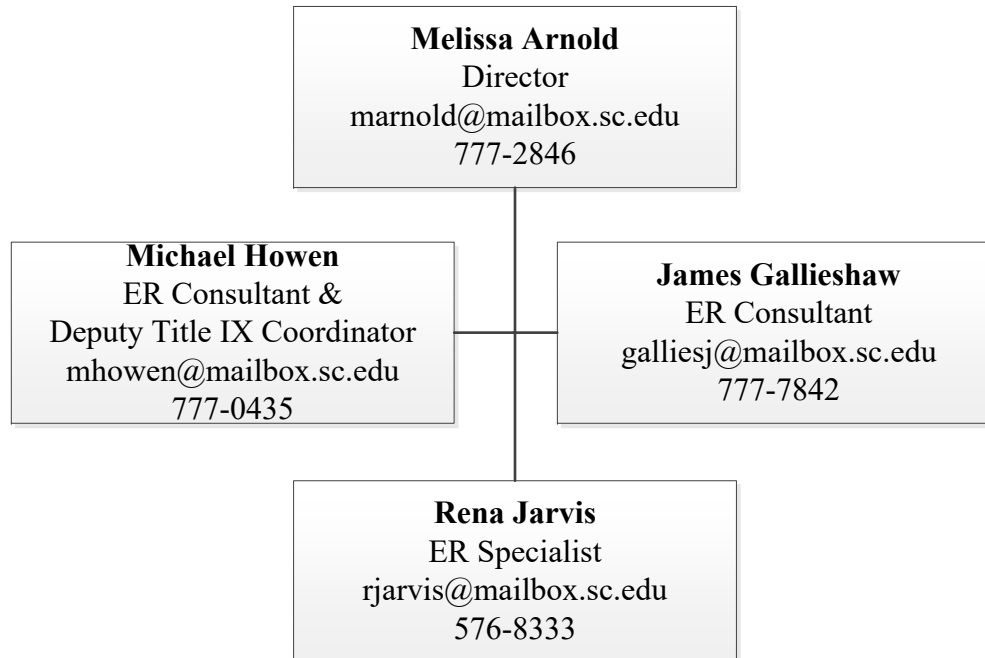 Melissa Arnold
Director
marnold@mailbox.sc.edu
777-2846
Michael Howen
ER Consultant &
Deputy Title IX Coordinator
mhowen@mailbox.sc.edu
777-0435
James Gallieshaw
ER Consultant
galliesj@mailbox.sc.edu
777-7842
Rena Jarvis
ER Specialist
rjarvis@mailbox.sc.edu
576-8333